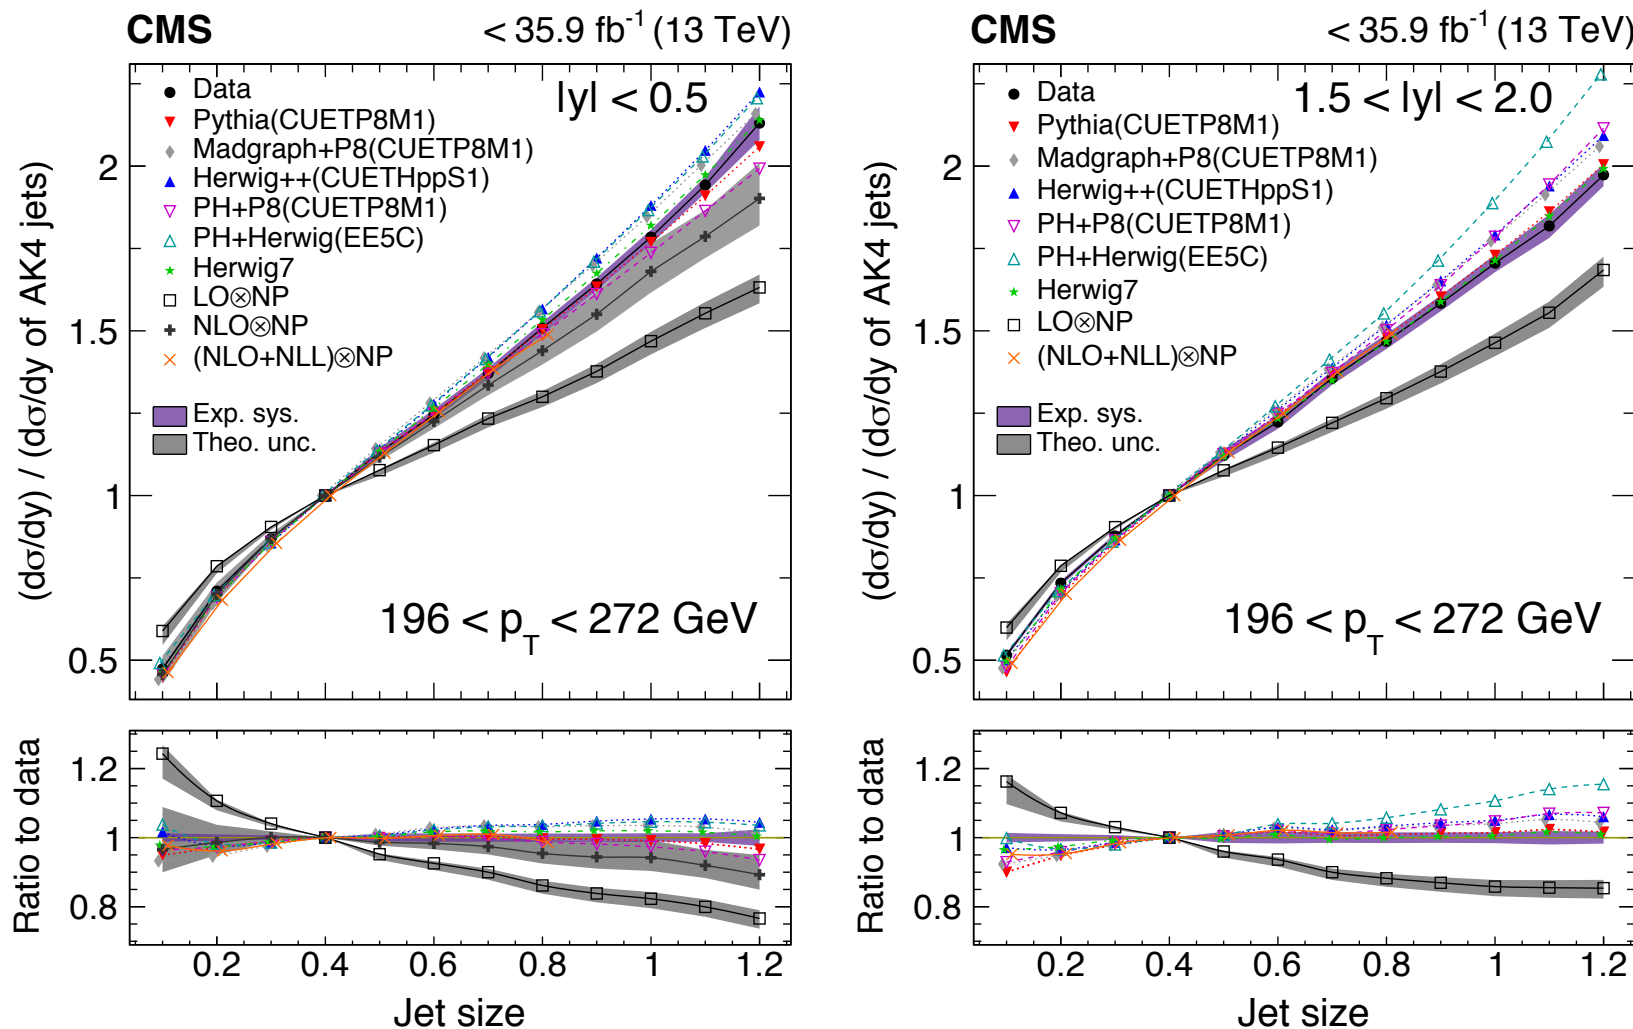 CMS
< 35.9 fb⁻¹ (13 TeV)
|y| < 0.5
Data
Pythia(CUETP8M1)
Madgraph+P8(CUETP8M1)
Herwig++(CUETHppS1)
PH+P8(CUETP8M1)
PH+Herwig(EE5C)
Herwig7
LO⊗NP
NLO⊗NP
(NLO+NLL)⊗NP
Exp. sys.
Theo. unc.
196 < p_T < 272 GeV
(dσ/dy) / (dσ/dy of AK4 jets)
2
1.5
1
0.5
Ratio to data
1.2
1
0.8
0.2 0.4 0.6 0.8 1 1.2
Jet size
CMS
< 35.9 fb⁻¹ (13 TeV)
1.5 < |y| < 2.0
Data
Pythia(CUETP8M1)
Madgraph+P8(CUETP8M1)
Herwig++(CUETHppS1)
PH+P8(CUETP8M1)
PH+Herwig(EE5C)
Herwig7
LO⊗NP
(NLO+NLL)⊗NP
Exp. sys.
Theo. unc.
196 < p_T < 272 GeV
(dσ/dy) / (dσ/dy of AK4 jets)
2
1.5
1
0.5
Ratio to data
1.2
1
0.8
0.2 0.4 0.6 0.8 1 1.2
Jet size